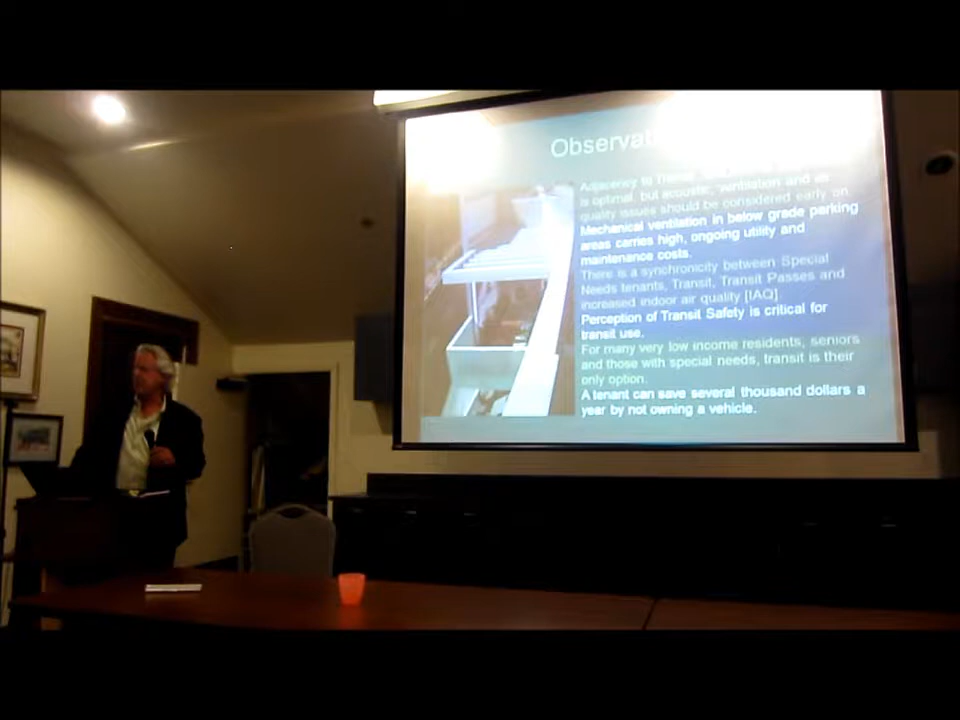 Observat
Adjacency to Transit
is optimal, but acoustic, ventilation and air
quality issues should be considered early on.
Mechanical ventilation in below grade parking
areas carries high, ongoing utility and
maintenance costs.
There is a synchronicity between Special
Needs tenants, Transit, Transit Passes and
increased indoor air quality [IAQ]
Perception of Transit Safety is critical for
transit use.
For many very low income residents, seniors
and those with special needs, transit is their
only option.
A tenant can save several thousand dollars a
year by not owning a vehicle.